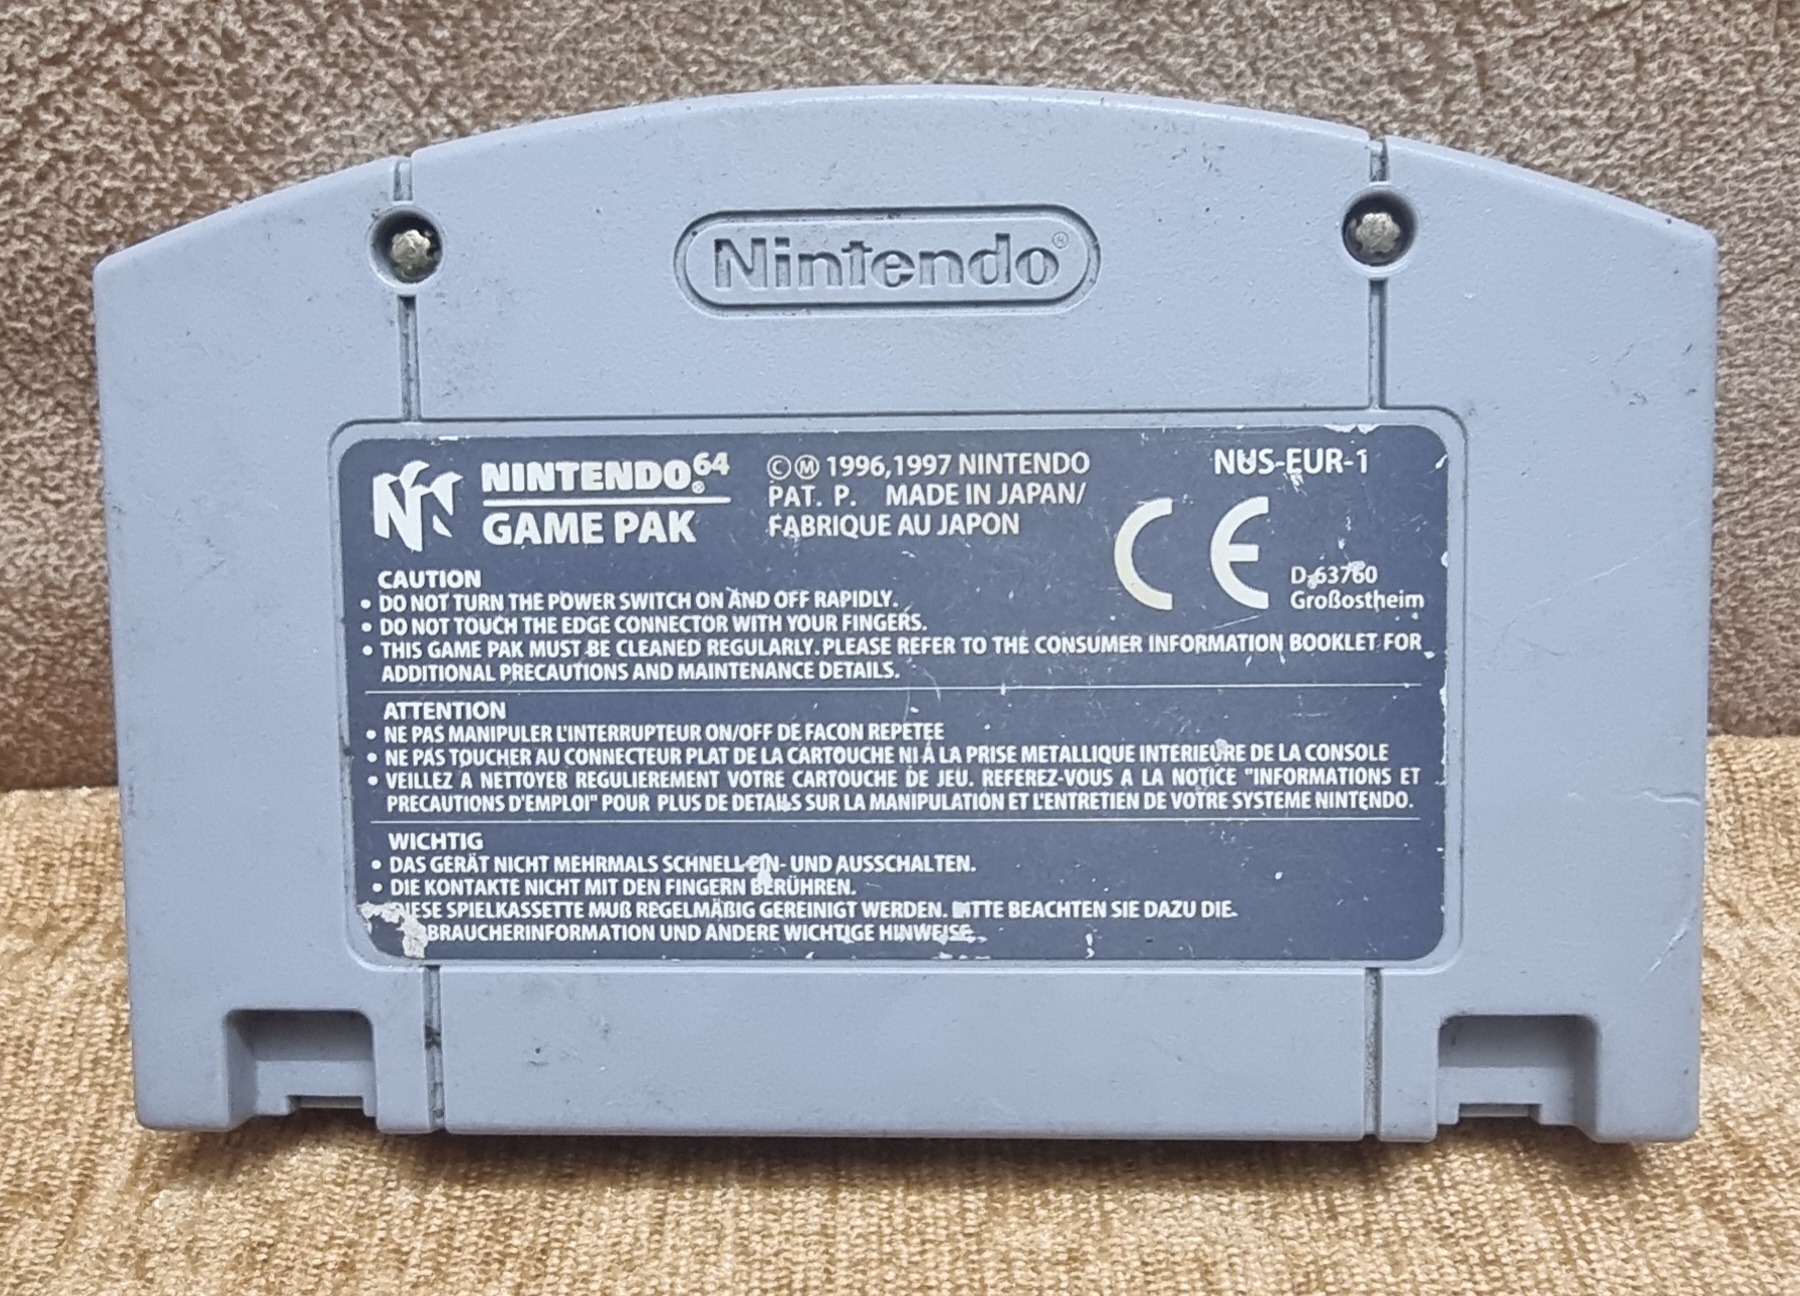 Nintendo®
NINTENDO®64
GAME PAK
©Ⓜ 1996,1997 NINTENDO
PAT. P. MADE IN JAPAN/
FABRIQUE AU JAPON
NUS-EUR-1
CE
D-63760
Großostheim
CAUTION
• DO NOT TURN THE POWER SWITCH ON AND OFF RAPIDLY.
• DO NOT TOUCH THE EDGE CONNECTOR WITH YOUR FINGERS.
• THIS GAME PAK MUST BE CLEANED REGULARLY. PLEASE REFER TO THE CONSUMER INFORMATION BOOKLET FOR
ADDITIONAL PRECAUTIONS AND MAINTENANCE DETAILS.
ATTENTION
• NE PAS MANIPULER L'INTERRUPTEUR ON/OFF DE FACON REPETEE
• NE PAS TOUCHER AU CONNECTEUR PLAT DE LA CARTOUCHE NI À LA PRISE METALLIQUE INTERIEURE DE LA CONSOLE
• VEILLEZ A NETTOYER REGULIEREMENT VOTRE CARTOUCHE DE JEU. REFEREZ-VOUS A LA NOTICE "INFORMATIONS ET
PRECAUTIONS D'EMPLOI" POUR PLUS DE DETAILS SUR LA MANIPULATION ET L'ENTRETIEN DE VOTRE SYSTEME NINTENDO.
WICHTIG
• DAS GERÄT NICHT MEHRMALS SCHNELL EIN- UND AUSSCHALTEN.
• DIE KONTAKTE NICHT MIT DEN FINGERN BERÜHREN.
DIESE SPIELKASSETTE MUß REGELMÄßIG GEREINIGT WERDEN. BITTE BEACHTEN SIE DAZU DIE.
BRAUCHERINFORMATION UND ANDERE WICHTIGE HINWEISE.